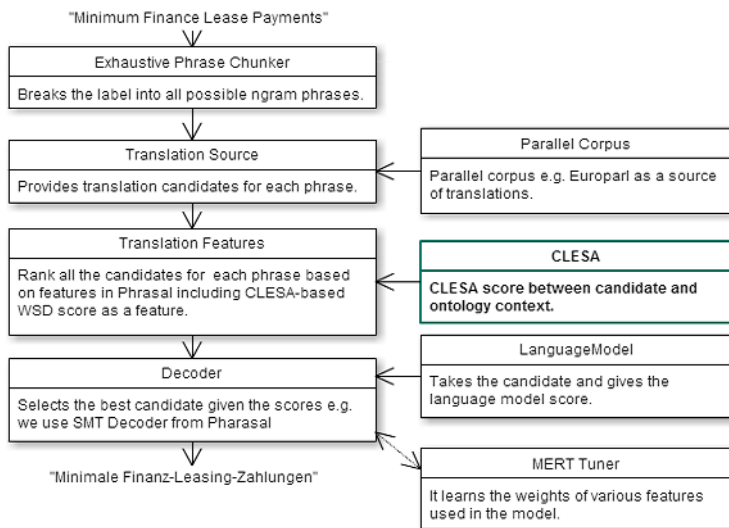 "Minimum Finance Lease Payments"
Exhaustive Phrase Chunker
Breaks the label into all possible ngram phrases.
Translation Source
Provides translation candidates for each phrase.
Parallel Corpus
Parallel corpus e.g. Europarl as a source
of translations.
Translation Features
Rank all the candidates for each phrase based
on features in Phrasal including CLESA-based
WSD score as a feature.
CLESA
CLESA score between candidate and
ontology context.
Decoder
Selects the best candidate given the scores e.g.
we use SMT Decoder from Pharasal
LanguageModel
Takes the candidate and gives the
language model score.
"Minimale Finanz-Leasing-Zahlungen"
MERT Tuner
It learns the weights of various features
used in the model.